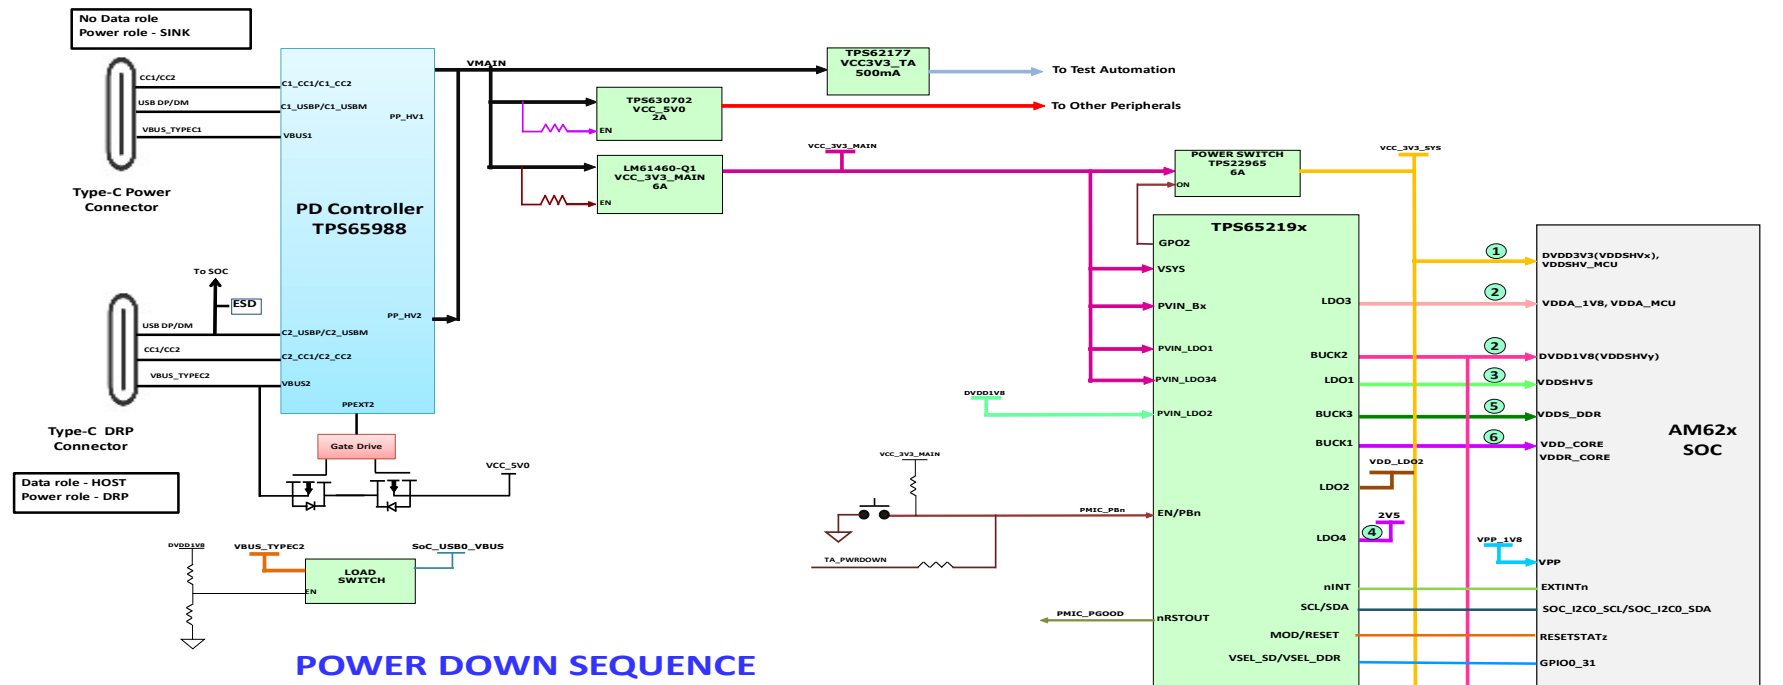 No Data role
Power role - SINK
CC1/CC2
USB DP/DM
VBUS_TYPEC1
Type-C Power
Connector
C1_CC1/C1_CC2
C1_USBP/C1_USBM
VBUS1
PP_HV1
PD Controller
TPS65988
PP_HV2
C2_USBP/C2_USBM
C2_CC1/C2_CC2
VBUS2
PPEXT2
To SOC
ESD
USB DP/DM
CC1/CC2
VBUS_TYPEC2
Type-C DRP
Connector
Data role - HOST
Power role - DRP
Gate Drive
VCC_5V0
VMAIN
TPS62177
VCC3V3_TA
500mA
To Test Automation
TPS630702
VCC_5V0
2A
EN
To Other Peripherals
LM61460-Q1
VCC_3V3_MAIN
6A
EN
VCC_3V3_MAIN
POWER SWITCH
TPS22965
6A
ON
VCC_3V3_SYS
TPS65219x
GPO2
VSYS
PVIN_Bx
PVIN_LDO1
PVIN_LDO34
DVDD1V8
PVIN_LDO2
VCC_3V3_MAIN
PMIC_PBn
EN/PBn
TA_PWRDOWN
PMIC_PGOOD
nRSTOUT
LDO3
BUCK2
LDO1
BUCK3
BUCK1
VDD_LDO2
LDO2
2V5
LDO4
4
nINT
SCL/SDA
MOD/RESET
VSEL_SD/VSEL_DDR
1
2
2
3
5
6
DVDD3V3(VDDSHVx),
VDDSHV_MCU
VDDA_1V8, VDDA_MCU
DVDD1V8(VDDSHVy)
VDDSHV5
VDDS_DDR
VDD_CORE
VDDR_CORE
AM62x
SOC
VPP_1V8
VPP
EXTINTn
SOC_I2C0_SCL/SOC_I2C0_SDA
RESETSTATz
GPIO0_31
DVDD1V8
VBUS_TYPEC2
SoC_USB0_VBUS
LOAD
SWITCH
EN
POWER DOWN SEQUENCE